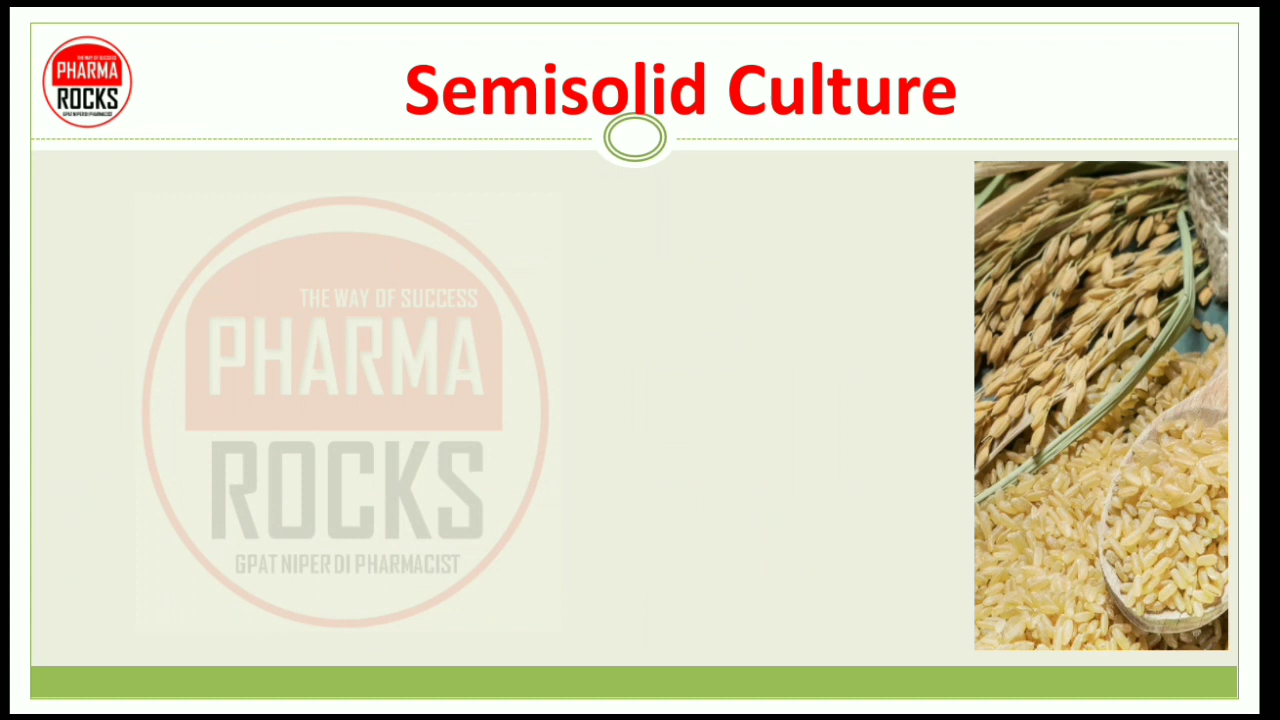 THE WAY OF SUCCESS
PHARMA
ROCKS
GPAT NIPER DI PHARMACIST
Semisolid Culture
THE WAY OF SUCCESS
PHARMA
ROCKS
GPAT NIPER DI PHARMACIST